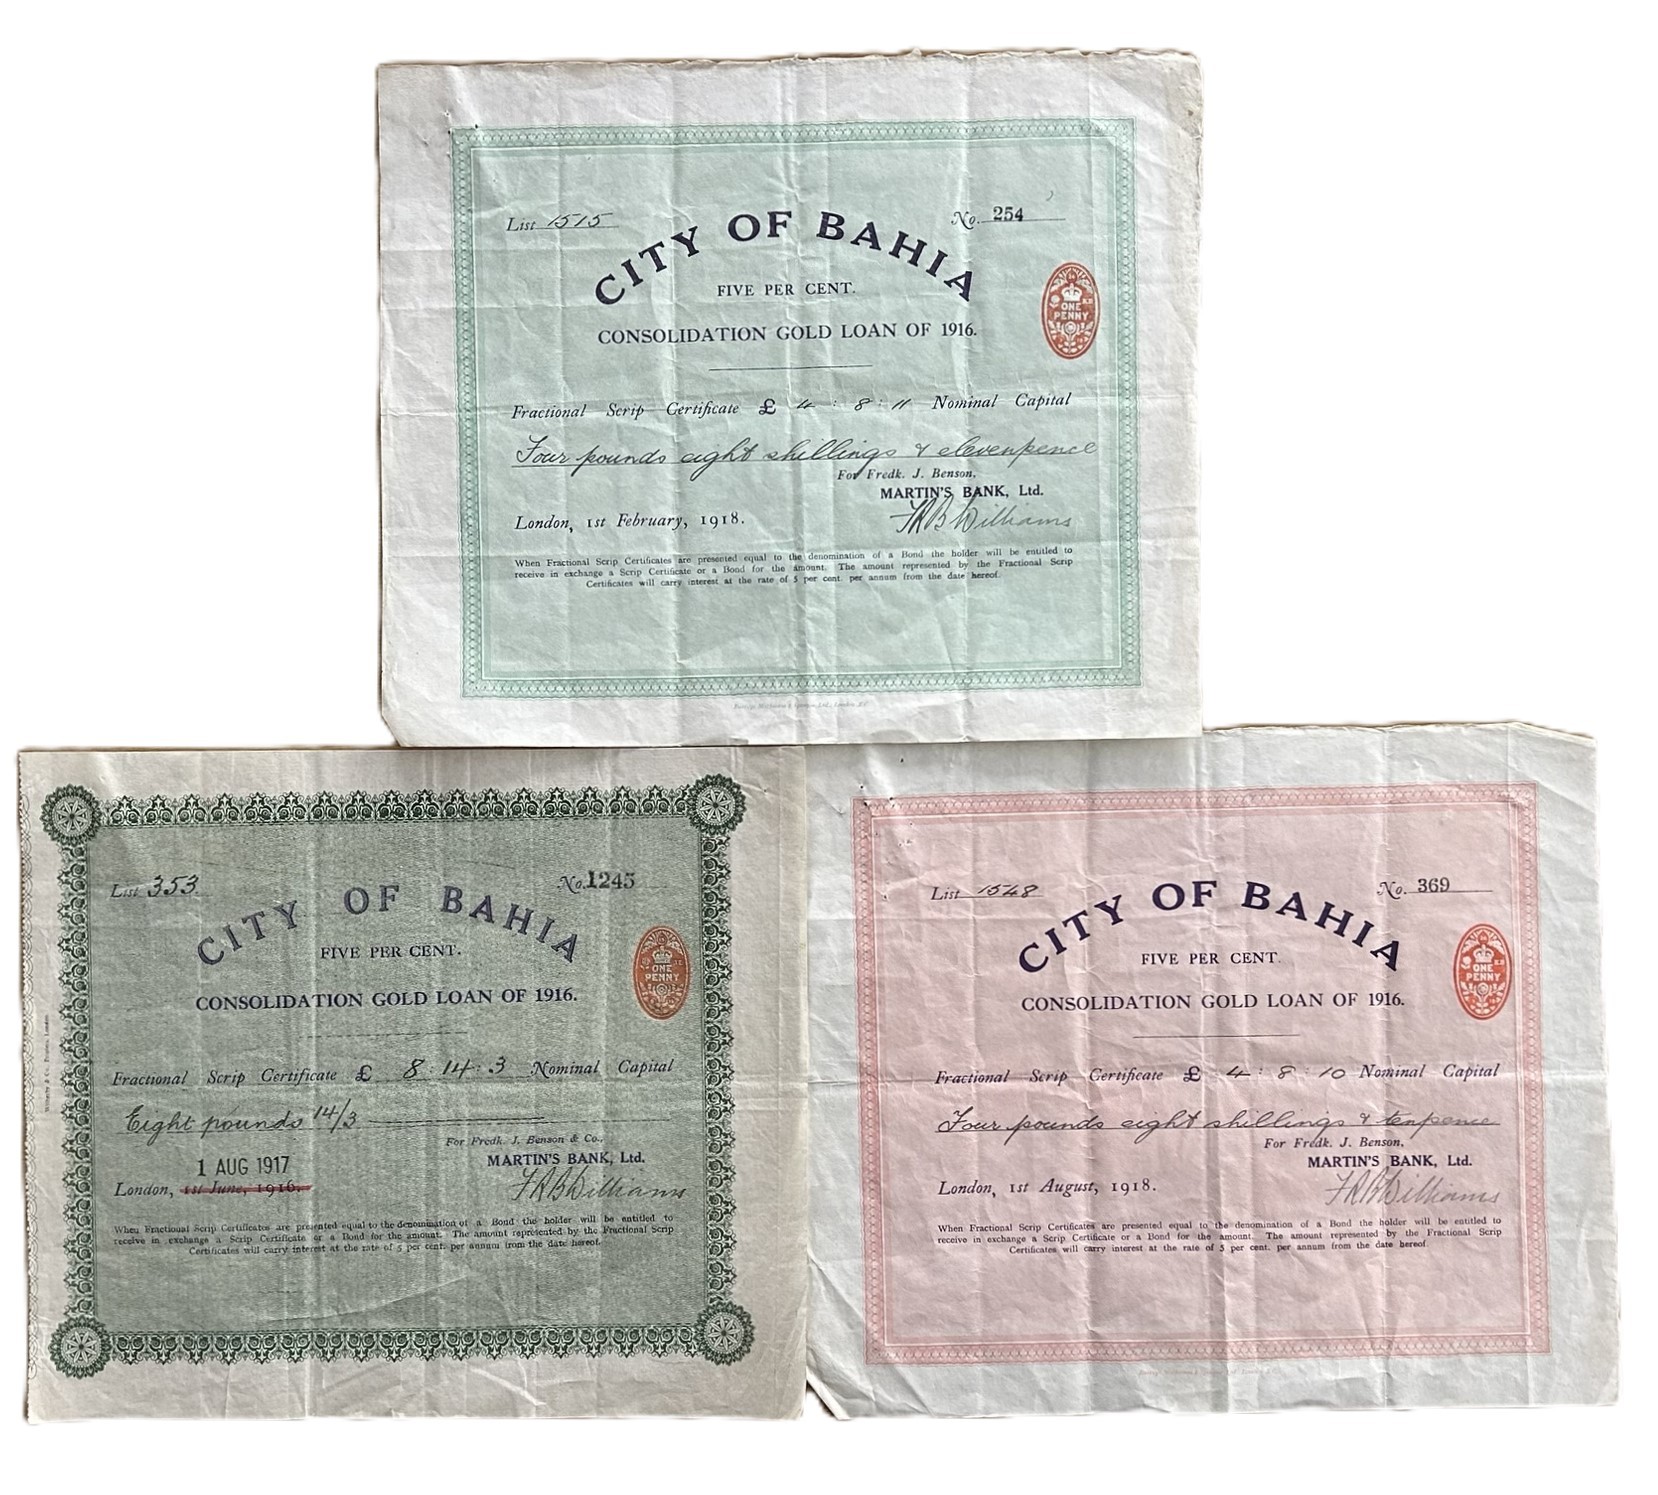 List 1515
No. 254
CITY OF BAHIA
FIVE PER CENT.
CONSOLIDATION GOLD LOAN OF 1916.
ONE
PENNY
Fractional Scrip Certificate £ 4 : 8 : 11 Nominal Capital
Four pounds eight shillings & elevenpence
For Fredk. J. Benson,
MARTIN'S BANK, Ltd.
London, 1st February, 1918.
F R B Williams
When Fractional Scrip Certificates are presented equal to the denomination of a Bond the holder will be entitled to
receive in exchange a Scrip Certificate or a Bond for the amount. The amount represented by the Fractional Scrip
Certificates will carry interest at the rate of 5 per cent. per annum from the date hereof.
List 353.
No. 1245
CITY OF BAHIA
FIVE PER CENT.
CONSOLIDATION GOLD LOAN OF 1916.
ONE
PENNY
Fractional Scrip Certificate £ 8 : 14 : 3 Nominal Capital
Eight pounds 14/3
For Fredk. J. Benson & Co.,
MARTIN'S BANK, Ltd.
1 AUG 1917
London, 1st June, 1916.
F R B Williams
When Fractional Scrip Certificates are presented equal to the denomination of a Bond the holder will be entitled to
receive in exchange a Scrip Certificate or a Bond for the amount. The amount represented by the Fractional Scrip
Certificates will carry interest at the rate of 5 per cent. per annum from the date hereof.
List 1548
No. 369
CITY OF BAHIA
FIVE PER CENT.
CONSOLIDATION GOLD LOAN OF 1916.
ONE
PENNY
Fractional Scrip Certificate £ 4 : 8 : 10 Nominal Capital
Four pounds eight shillings & tenpence
For Fredk. J. Benson,
MARTIN'S BANK, Ltd.
London, 1st August, 1918.
F R B Williams
When Fractional Scrip Certificates are presented equal to the denomination of a Bond the holder will be entitled to
receive in exchange a Scrip Certificate or a Bond for the amount. The amount represented by the Fractional Scrip
Certificates will carry interest at the rate of 5 per cent. per annum from the date hereof.